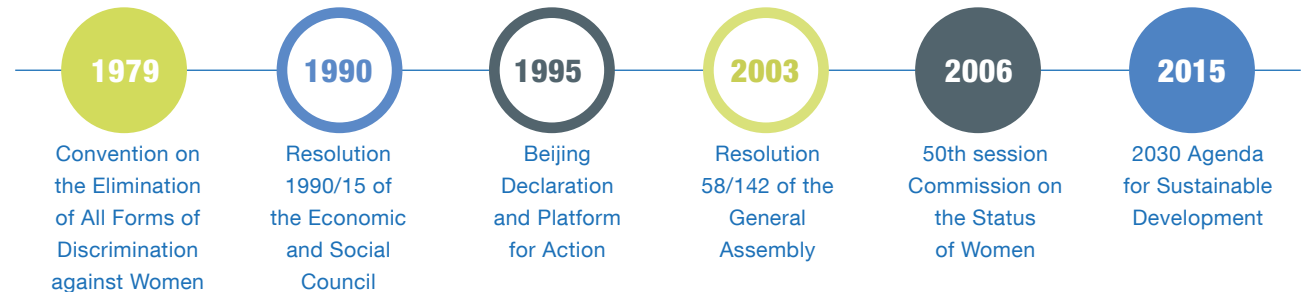 1979
Convention on
the Elimination
of All Forms of
Discrimination
against Women
1990
Resolution
1990/15 of
the Economic
and Social
Council
1995
Beijing
Declaration
and Platform
for Action
2003
Resolution
58/142 of the
General
Assembly
2006
50th session
Commission on
the Status
of Women
2015
2030 Agenda
for Sustainable
Development